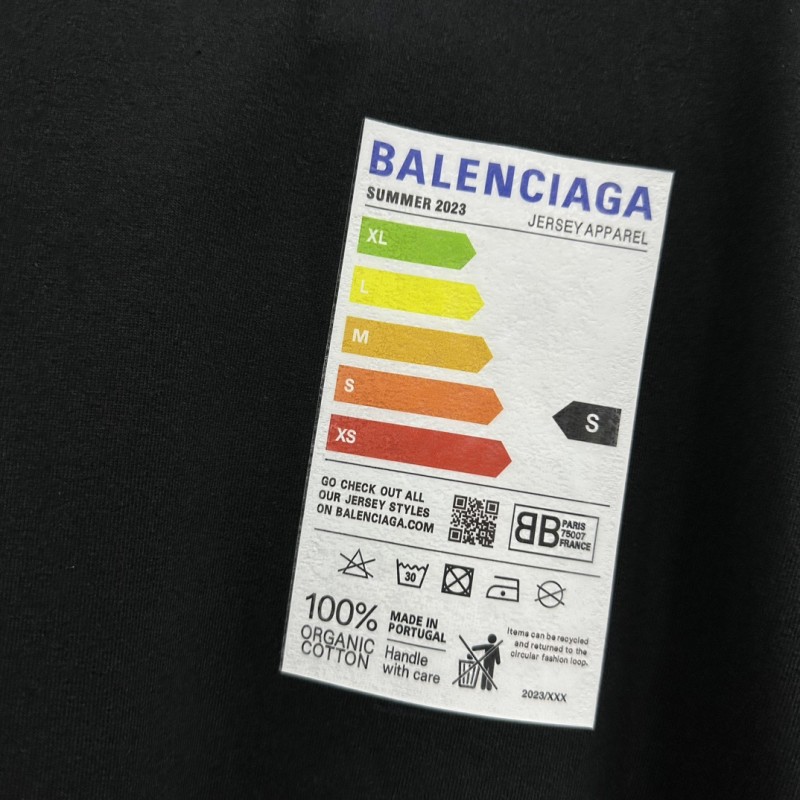 BALENCIAGA
SUMMER 2023
JERSEY APPAREL
XL
L
M
S
XS
S
GO CHECK OUT ALL
OUR JERSEY STYLES
ON BALENCIAGA.COM
BB
PARIS
75007
FRANCE
30
100%
ORGANIC
COTTON
MADE IN
PORTUGAL
Handle
with care
Items can be recycled
and returned to the
circular fashion loop.
2023/XXX